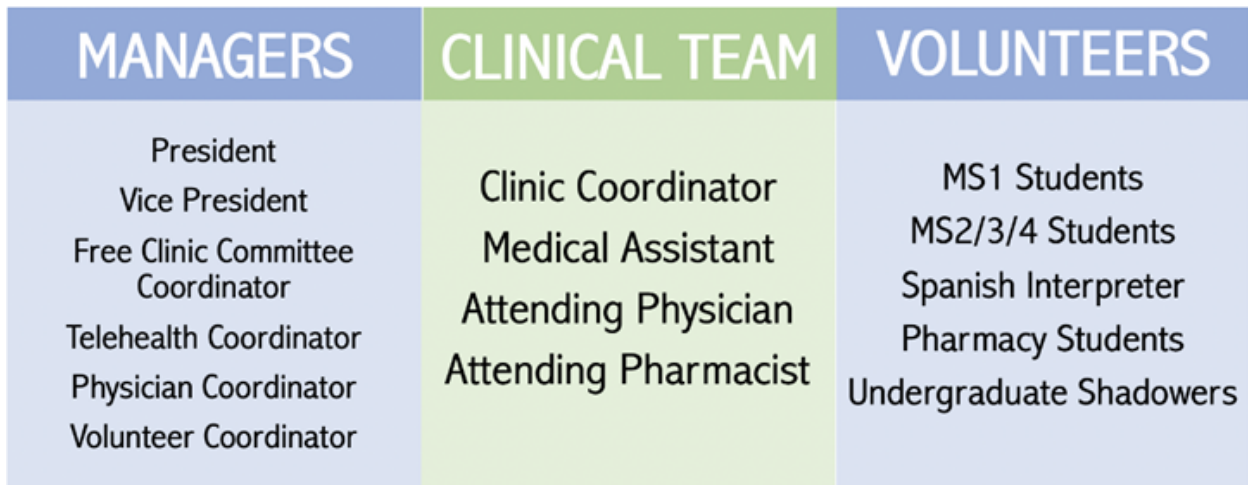 MANAGERS
President
Vice President
Free Clinic Committee
Coordinator
Telehealth Coordinator
Physician Coordinator
Volunteer Coordinator
CLINICAL TEAM
Clinic Coordinator
Medical Assistant
Attending Physician
Attending Pharmacist
VOLUNTEERS
MS1 Students
MS2/3/4 Students
Spanish Interpreter
Pharmacy Students
Undergraduate Shadowers